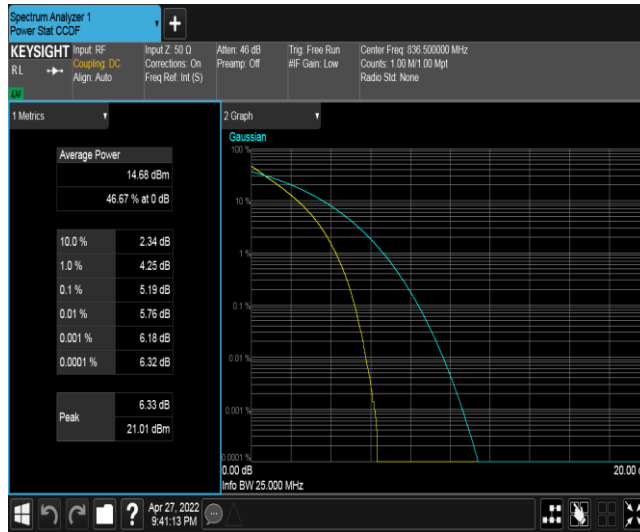 Spectrum Analyzer 1
Power Stat CCDF
+
KEYSIGHT
RL
LXI
Input: RF
Coupling: DC
Align: Auto
Input Z: 50 Ω
Corrections: On
Freq Ref: Int (S)
Atten: 46 dB
Preamp: Off
Trig: Free Run
#IF Gain: Low
Center Freq: 836.500000 MHz
Counts: 1.00 M/1.00 Mpt
Radio Std: None
1 Metrics
Average Power
14.68 dBm
46.67 % at 0 dB
10.0 % 2.34 dB
1.0 % 4.25 dB
0.1 % 5.19 dB
0.01 % 5.76 dB
0.001 % 6.18 dB
0.0001 % 6.32 dB
Peak
6.33 dB
21.01 dBm
2 Graph
Gaussian
100 %
10 %
1 %
0.1 %
0.01 %
0.001 %
0.0001 %
0.00 dB
20.00
Info BW 25.000 MHz
?
Apr 27, 2022
9:41:13 PM